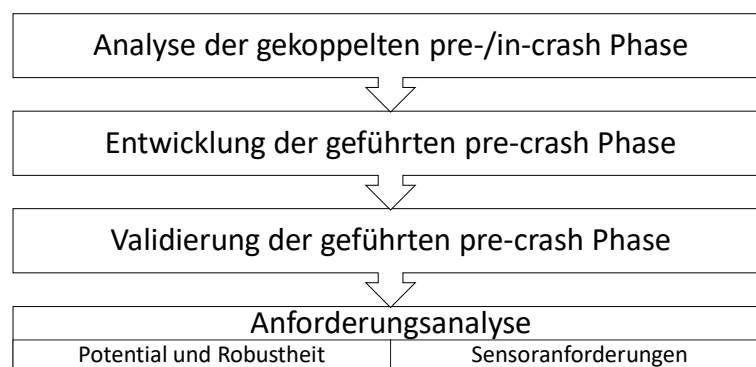 Analyse der gekoppelten pre-/in-crash Phase
Entwicklung der geführten pre-crash Phase
Validierung der geführten pre-crash Phase
Anforderungsanalyse
Potential und Robustheit
Sensoranforderungen